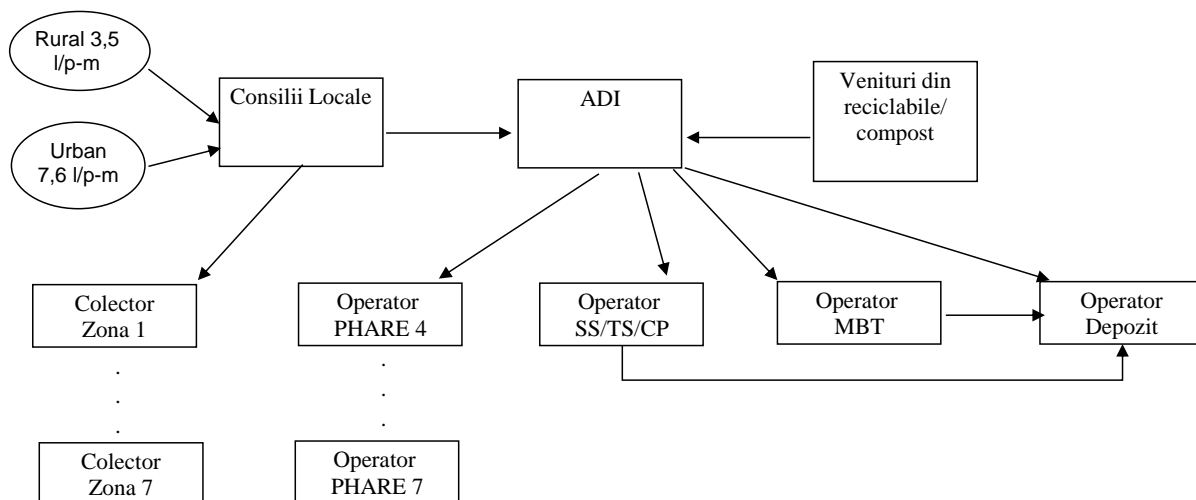 Rural 3,5
l/p-m
Urban
7,6 l/p-m
Consilii Locale
ADI
Venituri din
reciclabile/
compost
Colector
Zona 1
Operator
PHARE 4
Operator
SS/TS/CP
Operator
MBT
Operator
Depozit
.
.
.
.
.
.
Colector
Zona 7
Operator
PHARE 7